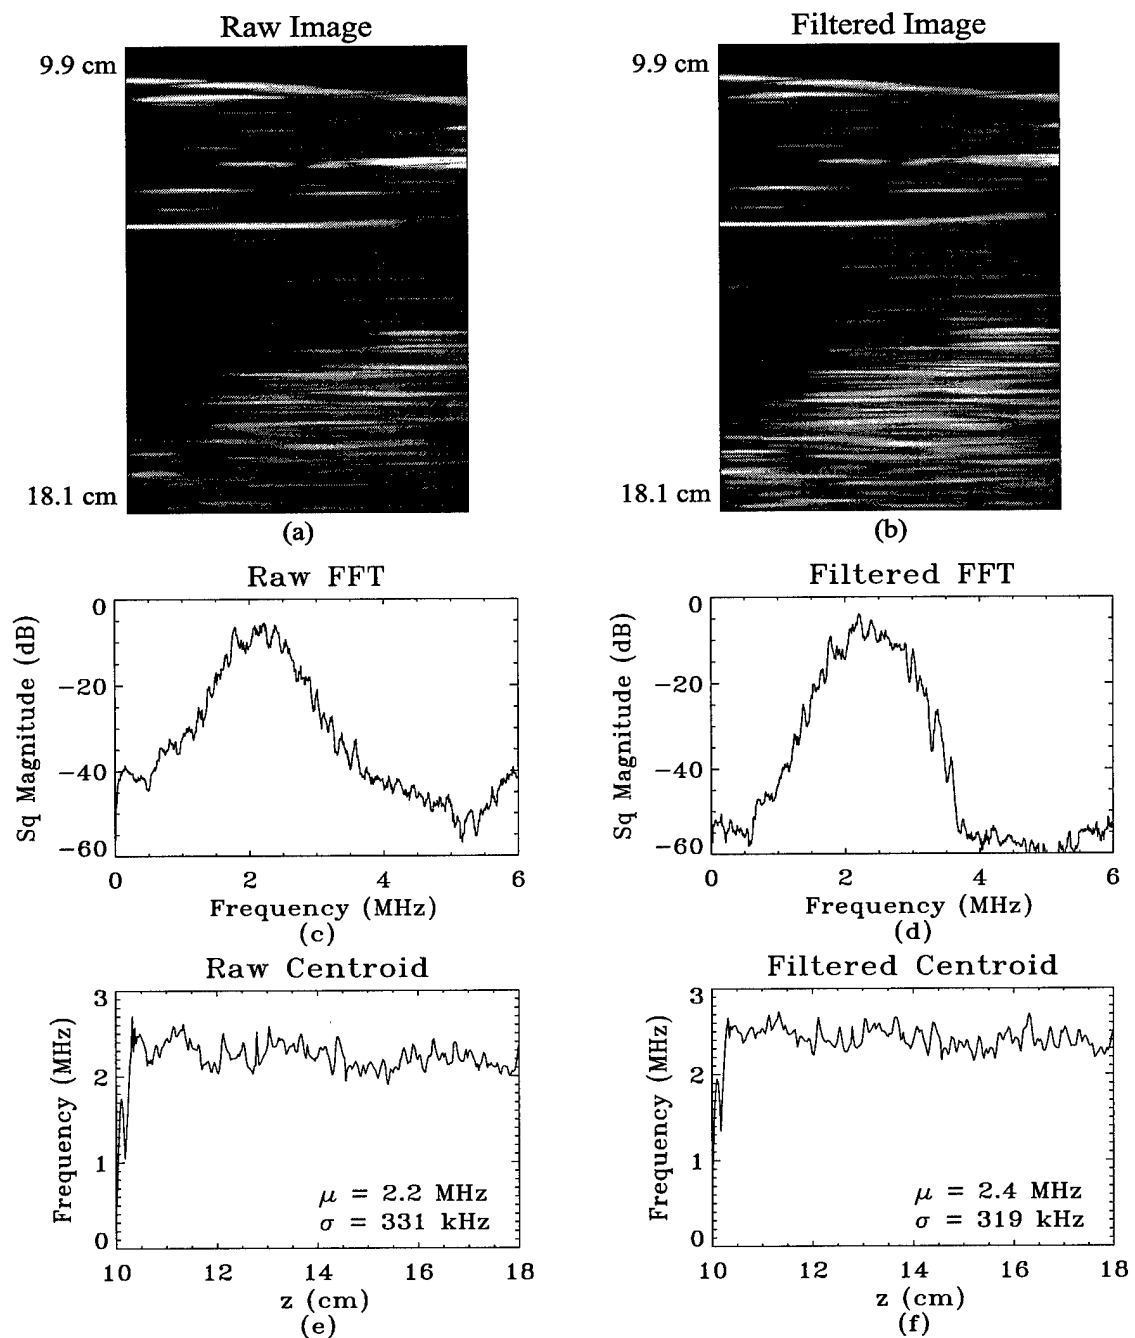 Raw Image
Filtered Image
9.9 cm
9.9 cm
18.1 cm
18.1 cm
(a)
(b)
Raw FFT
Filtered FFT
Sq Magnitude (dB)
0
−20
−40
−60
0 2 4 6
Frequency (MHz)
(c)
Sq Magnitude (dB)
0
−20
−40
−60
0 2 4 6
Frequency (MHz)
(d)
Raw Centroid
Filtered Centroid
Frequency (MHz)
3
2
1
0
μ = 2.2 MHz
σ = 331 kHz
10 12 14 16 18
z (cm)
(e)
Frequency (MHz)
3
2
1
0
μ = 2.4 MHz
σ = 319 kHz
10 12 14 16 18
z (cm)
(f)